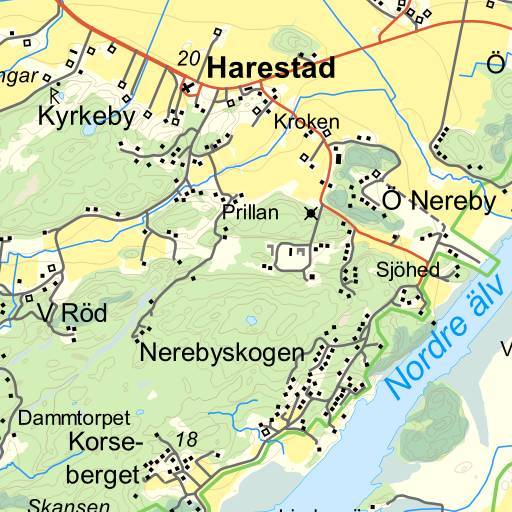 20
Harestad
Ö
ngar
Kyrkeby
Kroken
Prillan
Ö Nereby
Sjöhed
V Röd
Nordre älv
Nerebyskogen
V
Dammtorpet
Korse-
berget
18
Skansen